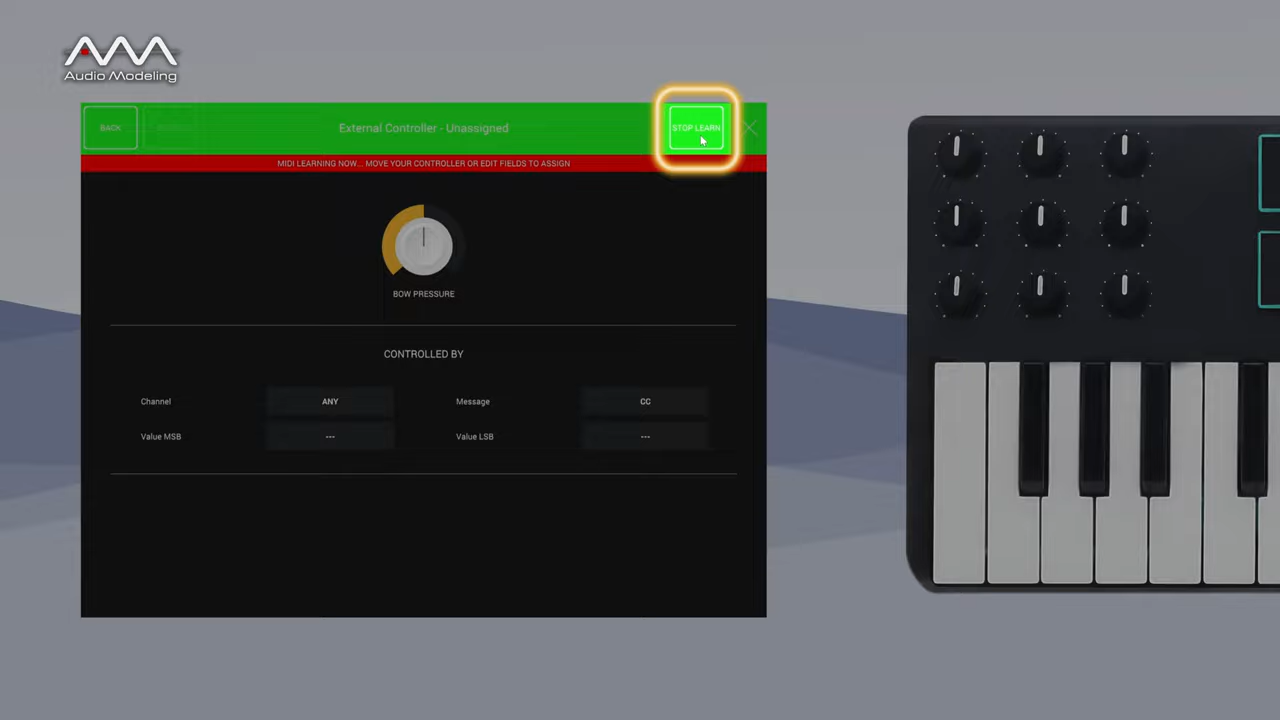 Audio Modeling
BACK
External Controller - Unassigned
STOP LEARN
MIDI LEARNING NOW... MOVE YOUR CONTROLLER OR EDIT FIELDS TO ASSIGN
BOW PRESSURE
CONTROLLED BY
Channel ANY Message CC
Value MSB --- Value LSB ---